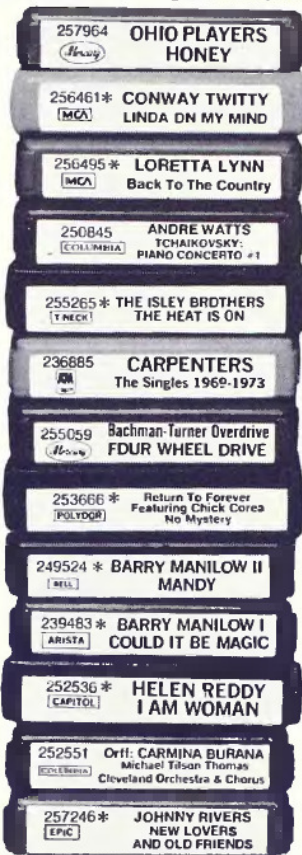 257964 OHIO PLAYERS
Mercury HONEY
256461* CONWAY TWITTY
MCA LINDA ON MY MIND
256495* LORETTA LYNN
MCA Back To The Country
250845 ANDRE WATTS
COLUMBIA TCHAIKOVSKY:
PIANO CONCERTO #1
255265* THE ISLEY BROTHERS
T-NECK THE HEAT IS ON
236885 CARPENTERS
A&M The Singles 1969-1973
255059 Bachman-Turner Overdrive
Mercury FOUR WHEEL DRIVE
253666* Return To Forever
POLYDOR Featuring Chick Corea
No Mystery
249524* BARRY MANILOW II
BELL MANDY
239483* BARRY MANILOW I
ARISTA COULD IT BE MAGIC
252536* HELEN REDDY
CAPITOL I AM WOMAN
252551 Orff: CARMINA BURANA
COLUMBIA Michael Tilson Thomas
Cleveland Orchestra & Chorus
257246* JOHNNY RIVERS
EPIC NEW LOVERS
AND OLD FRIENDS